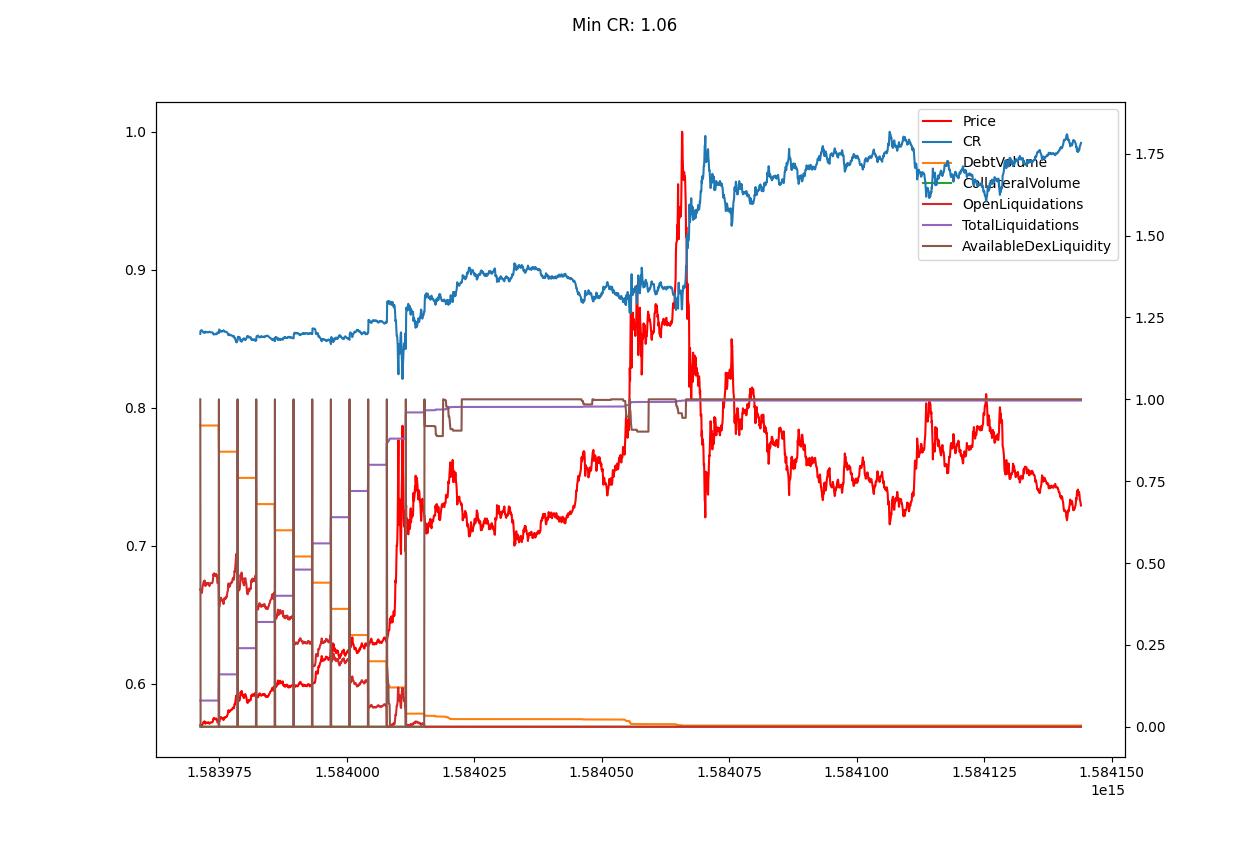 Min CR: 1.06
1.0
0.9
0.8
0.7
0.6
1.75
1.50
1.25
1.00
0.75
0.50
0.25
0.00
Price
CR
DebtVolume
CollateralVolume
OpenLiquidations
TotalLiquidations
AvailableDexLiquidity
1.583975 1.584000 1.584025 1.584050 1.584075 1.584100 1.584125 1.584150
1e15